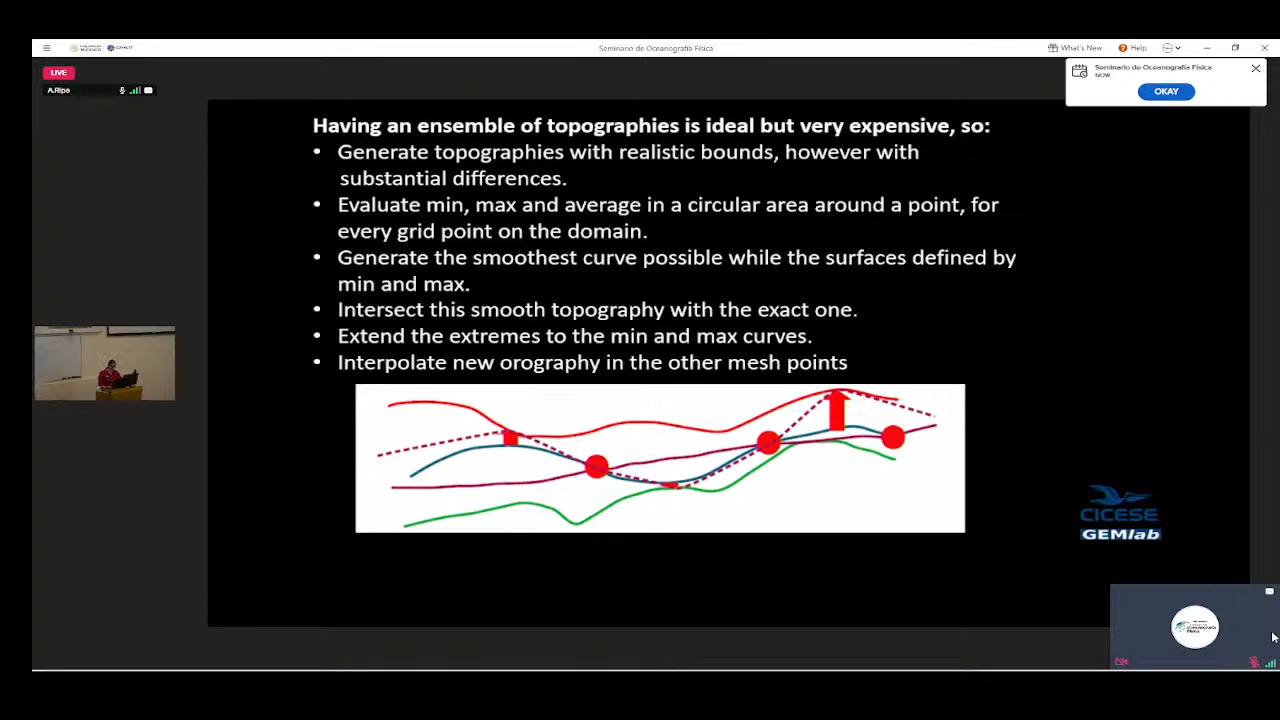 Seminario de Oceanografía Física
What's New
Help
LIVE
A.Ripa
Seminario de Oceanografía Física
NOW
OKAY
Having an ensemble of topographies is ideal but very expensive, so:
• Generate topographies with realistic bounds, however with
substantial differences.
• Evaluate min, max and average in a circular area around a point, for
every grid point on the domain.
• Generate the smoothest curve possible while the surfaces defined by
min and max.
• Intersect this smooth topography with the exact one.
• Extend the extremes to the min and max curves.
• Interpolate new orography in the other mesh points
CICESE
GEMlab